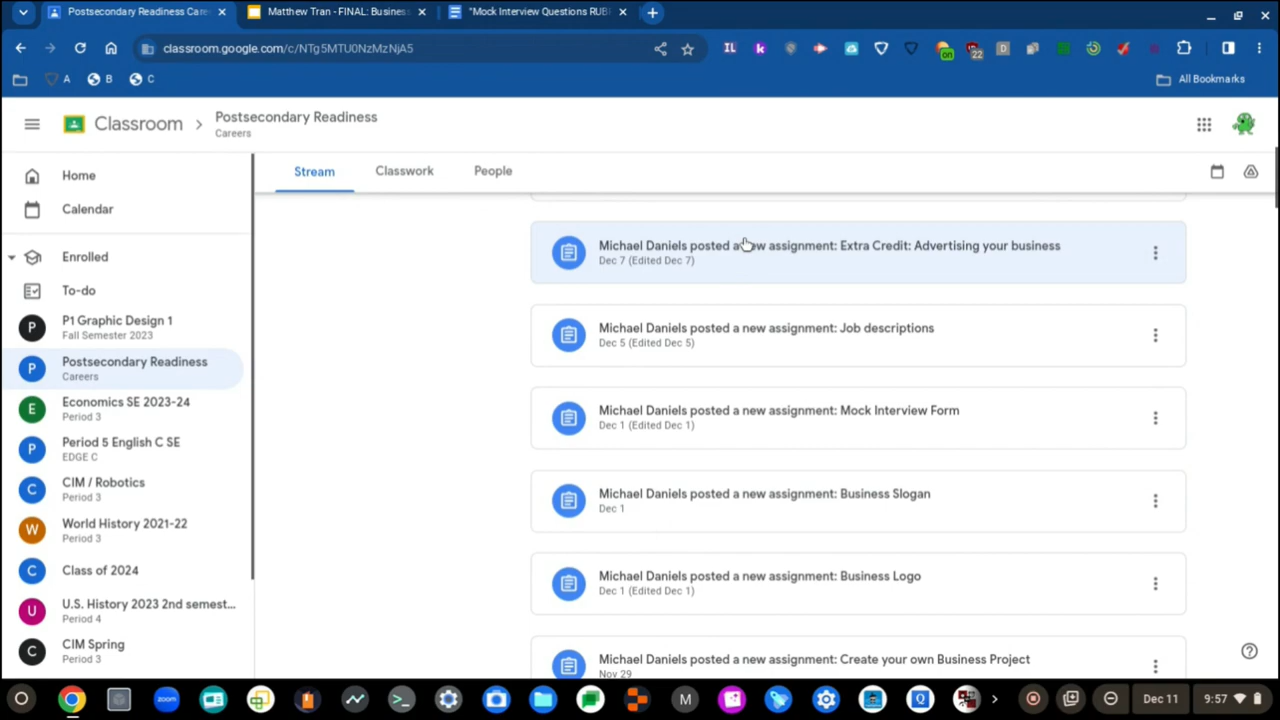 Postsecondary Readiness Care
Matthew Tran - FINAL: Business
"Mock Interview Questions RUB
classroom.google.com/c/NTg5MTU0NzMzNjA5
IL
k
on
22
D
A
B
C
All Bookmarks
Classroom
Postsecondary Readiness
Careers
Stream
Classwork
People
Home
Calendar
Enrolled
To-do
P
P1 Graphic Design 1
Fall Semester 2023
P
Postsecondary Readiness
Careers
E
Economics SE 2023-24
Period 3
P
Period 5 English C SE
EDGE C
C
CIM / Robotics
Period 3
W
World History 2021-22
Period 3
C
Class of 2024
U
U.S. History 2023 2nd semest...
Period 4
C
CIM Spring
Period 3
Michael Daniels posted a new assignment: Extra Credit: Advertising your business
Dec 7 (Edited Dec 7)
Michael Daniels posted a new assignment: Job descriptions
Dec 5 (Edited Dec 5)
Michael Daniels posted a new assignment: Mock Interview Form
Dec 1 (Edited Dec 1)
Michael Daniels posted a new assignment: Business Slogan
Dec 1
Michael Daniels posted a new assignment: Business Logo
Dec 1 (Edited Dec 1)
Michael Daniels posted a new assignment: Create your own Business Project
Nov 29
zoom
M
Q
Dec 11
9:57